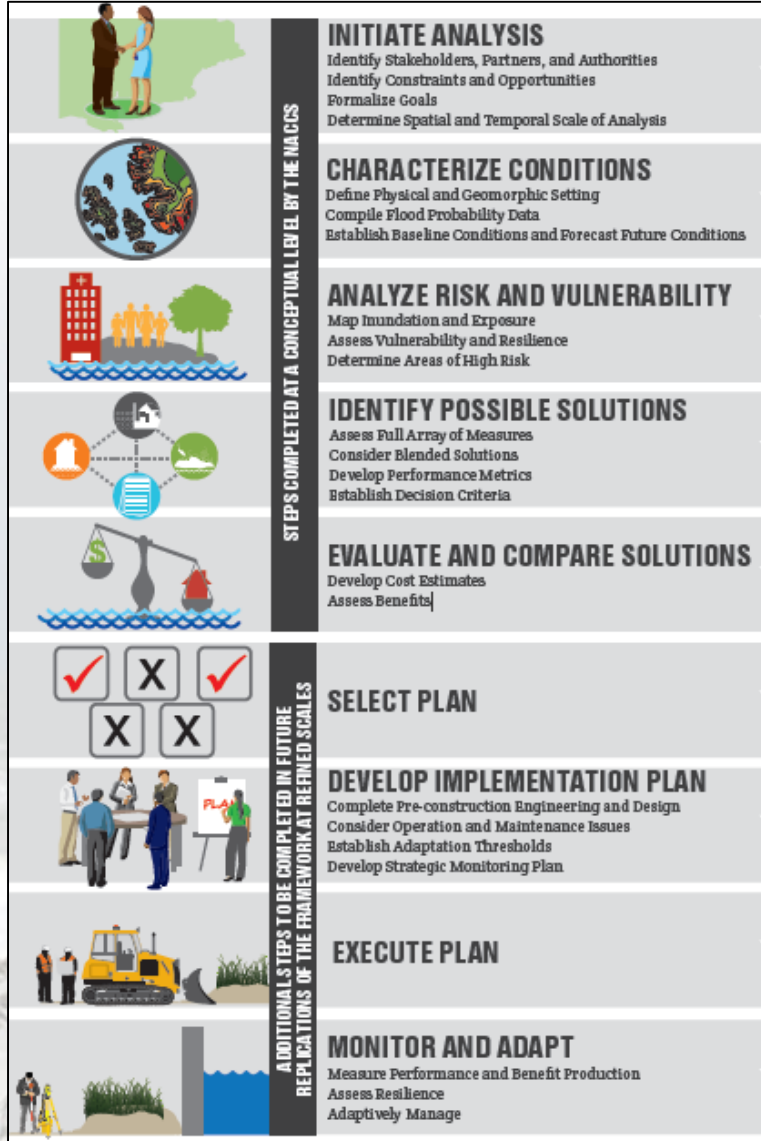 INITIATE ANALYSIS
Identify Stakeholders, Partners, and Authorities
Identify Constraints and Opportunities
Formalize Goals
Determine Spatial and Temporal Scale of Analysis
CHARACTERIZE CONDITIONS
Define Physical and Geomorphic Setting
Compile Flood Probability Data
Establish Baseline Conditions and Forecast Future Conditions
ANALYZE RISK AND VULNERABILITY
Map Inundation and Exposure
Assess Vulnerability and Resilience
Determine Areas of High Risk
IDENTIFY POSSIBLE SOLUTIONS
Assess Full Array of Measures
Consider Blended Solutions
Develop Performance Metrics
Establish Decision Criteria
$
EVALUATE AND COMPARE SOLUTIONS
Develop Cost Estimates
Assess Benefits
STEPS COMPLETED AT A CONCEPTUAL LEVEL BY THE NACCS
X
X X
SELECT PLAN
PLAN
DEVELOP IMPLEMENTATION PLAN
Complete Pre-construction Engineering and Design
Consider Operation and Maintenance Issues
Establish Adaptation Thresholds
Develop Strategic Monitoring Plan
EXECUTE PLAN
MONITOR AND ADAPT
Measure Performance and Benefit Production
Assess Resilience
Adaptively Manage
ADDITIONAL STEPS TO BE COMPLETED IN FUTURE
REPLICATIONS OF THE FRAMEWORK AT REFINED SCALES